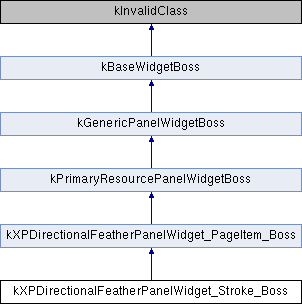 kInvalidClass
kBaseWidgetBoss
kGenericPanelWidgetBoss
kPrimaryResourcePanelWidgetBoss
kXPDirectionalFeatherPanelWidget_PageItem_Boss
kXPDirectionalFeatherPanelWidget_Stroke_Boss